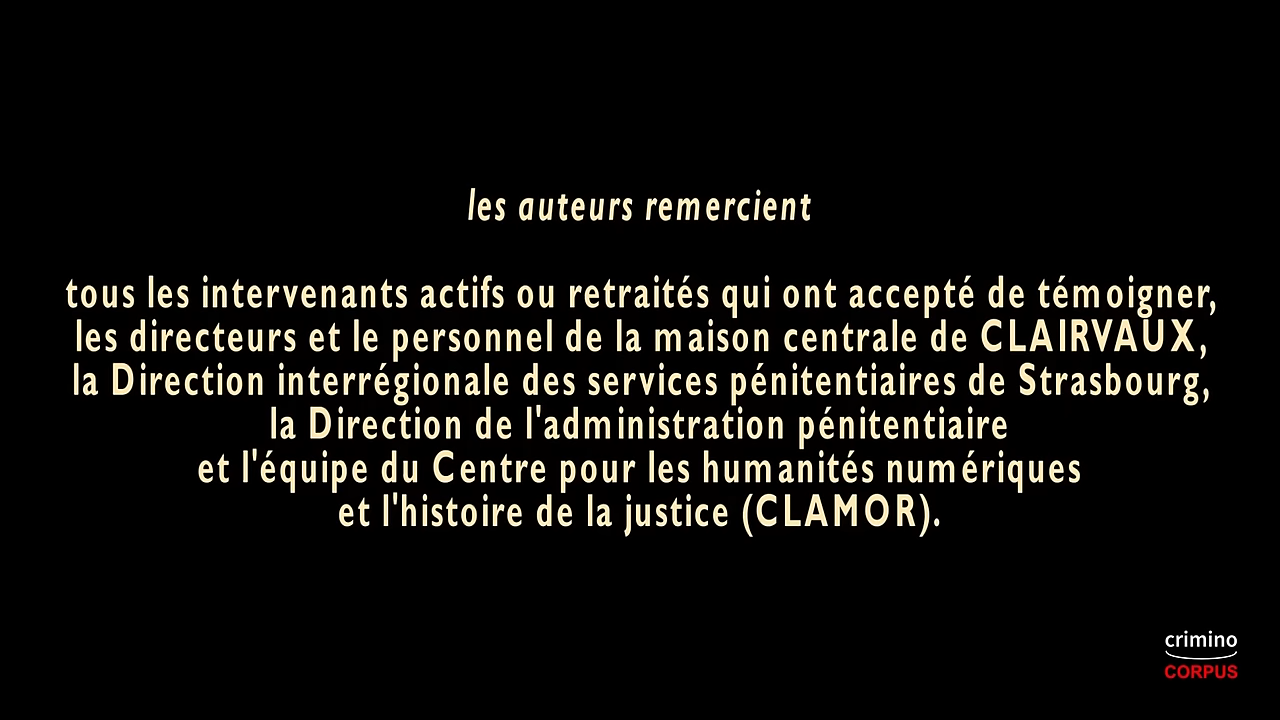 les auteurs remercient
tous les intervenants actifs ou retraités qui ont accepté de témoigner,
les directeurs et le personnel de la maison centrale de CLAIRVAUX,
la Direction interrégionale des services pénitentiaires de Strasbourg,
la Direction de l'administration pénitentiaire
et l'équipe du Centre pour les humanités numériques
et l'histoire de la justice (CLAMOR).
crimino
CORPUS